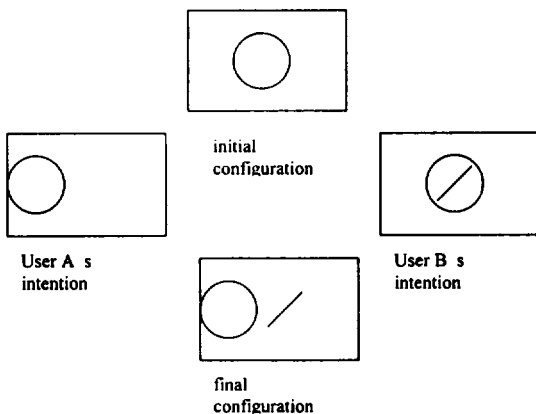 initial
configuration
User A s
intention
User B s
intention
final
configuration